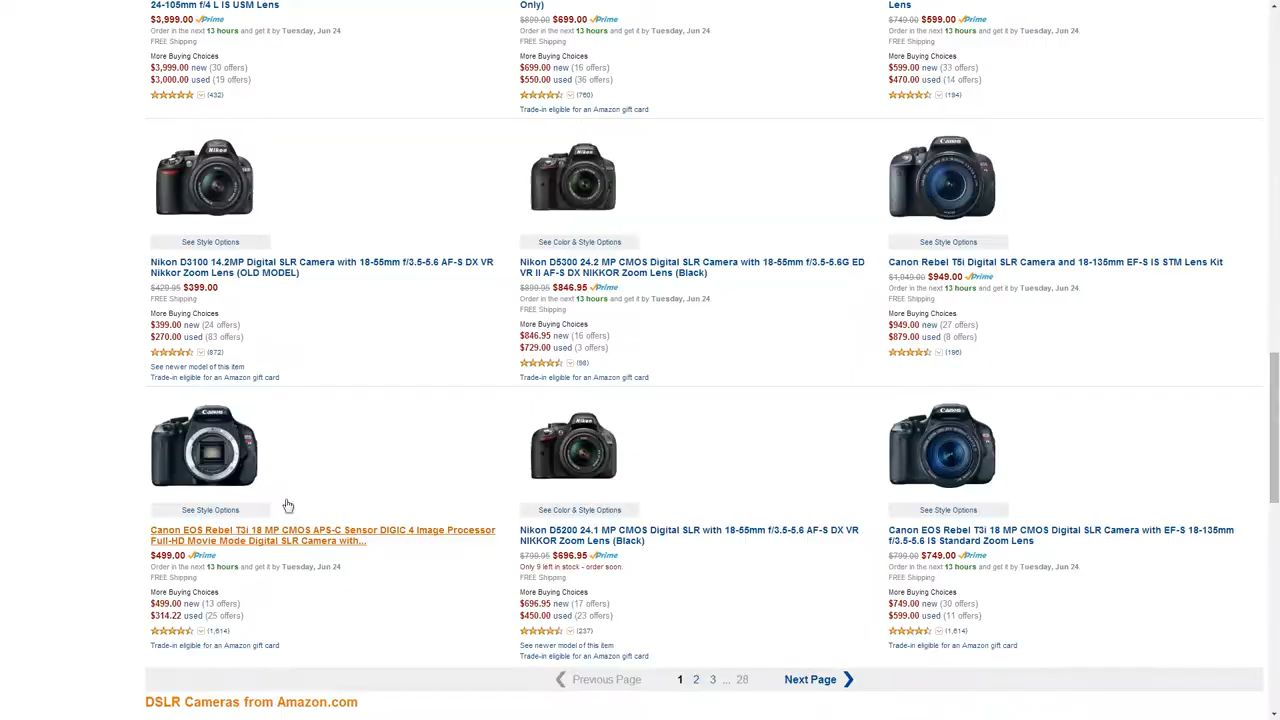 24-105mm f/4 L IS USM Lens
$3,999.00 Prime
Order in the next 13 hours and get it by Tuesday, Jun 24
FREE Shipping
More Buying Choices
$3,999.00 new (30 offers)
$3,000.00 used (19 offers)
(432)
Only)
$899.00 $699.00 Prime
Order in the next 13 hours and get it by Tuesday, Jun 24
FREE Shipping
More Buying Choices
$699.00 new (16 offers)
$550.00 used (36 offers)
(760)
Trade-in eligible for an Amazon gift card
Lens
$749.00 $599.00 Prime
Order in the next 13 hours and get it by Tuesday, Jun 24.
FREE Shipping
More Buying Choices
$599.00 new (33 offers)
$470.00 used (14 offers)
(194)
Nikon
See Style Options
Nikon D3100 14.2MP Digital SLR Camera with 18-55mm f/3.5-5.6 AF-S DX VR
Nikkor Zoom Lens (OLD MODEL)
$429.95 $399.00
FREE Shipping
More Buying Choices
$399.00 new (24 offers)
$270.00 used (83 offers)
(872)
See newer model of this item
Trade-in eligible for an Amazon gift card
Nikon
See Color & Style Options
Nikon D5300 24.2 MP CMOS Digital SLR Camera with 18-55mm f/3.5-5.6G ED
VR II AF-S DX NIKKOR Zoom Lens (Black)
$899.95 $846.95 Prime
Order in the next 13 hours and get it by Tuesday, Jun 24
FREE Shipping
More Buying Choices
$846.95 new (16 offers)
$729.00 used (3 offers)
(98)
Trade-in eligible for an Amazon gift card
Canon
See Style Options
Canon Rebel T5i Digital SLR Camera and 18-135mm EF-S IS STM Lens Kit
$1,049.00 $949.00 Prime
Order in the next 13 hours and get it by Tuesday, Jun 24.
FREE Shipping
More Buying Choices
$949.00 new (27 offers)
$879.00 used (8 offers)
(196)
Canon
See Style Options
Canon EOS Rebel T3i 18 MP CMOS APS-C Sensor DIGIC 4 Image Processor
Full-HD Movie Mode Digital SLR Camera with...
$499.00 Prime
Order in the next 13 hours and get it by Tuesday, Jun 24
FREE Shipping
More Buying Choices
$499.00 new (13 offers)
$314.22 used (25 offers)
(1,614)
Trade-in eligible for an Amazon gift card
Nikon
See Color & Style Options
Nikon D5200 24.1 MP CMOS Digital SLR with 18-55mm f/3.5-5.6 AF-S DX VR
NIKKOR Zoom Lens (Black)
$796.95 $696.95 Prime
Only 9 left in stock - order soon.
FREE Shipping
More Buying Choices
$696.95 new (17 offers)
$450.00 used (23 offers)
(237)
See newer model of this item
Trade-in eligible for an Amazon gift card
Canon
See Style Options
Canon EOS Rebel T3i 18 MP CMOS Digital SLR Camera with EF-S 18-135mm
f/3.5-5.6 IS Standard Zoom Lens
$799.00 $749.00 Prime
Order in the next 13 hours and get it by Tuesday, Jun 24.
FREE Shipping
More Buying Choices
$749.00 new (30 offers)
$599.00 used (11 offers)
(1,614)
Trade-in eligible for an Amazon gift card
Previous Page 1 2 3 ... 28 Next Page
DSLR Cameras from Amazon.com